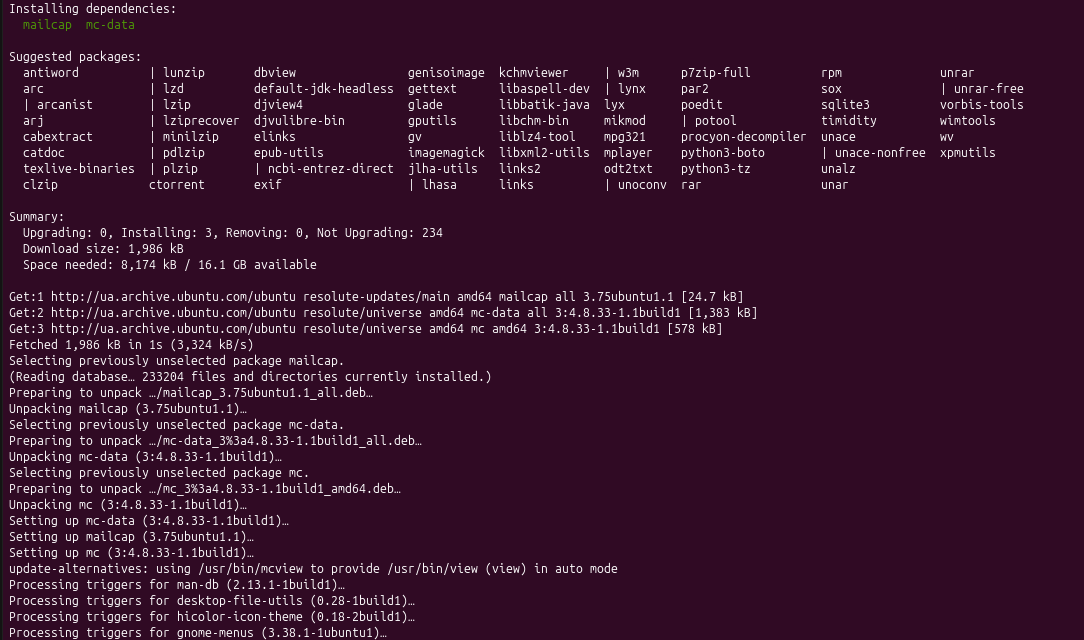 Installing dependencies:
  mailcap  mc-data

Suggested packages:
  antiword          | lunzip       dbview                genisoimage  kchmviewer     | w3m      p7zip-full          rpm              unrar
  arc               | lzd          default-jdk-headless  gettext      libaspell-dev  | lynx     par2                sox              | unrar-free
  | arcanist        | lzip         djview4               glade        libbatik-java  lyx        poedit              sqlite3          vorbis-tools
  arj               | lziprecover  djvulibre-bin         gputils      libchm-bin     mikmod     | potool            timidity         wimtools
  cabextract        | minilzip     elinks                gv           liblz4-tool    mpg321     procyon-decompiler  unace            wv
  catdoc            | pdlzip       epub-utils            imagemagick  libxml2-utils  mplayer    python3-boto        | unace-nonfree  xpmutils
  texlive-binaries  | plzip        | ncbi-entrez-direct  jlha-utils   links2         odt2txt    python3-tz          unalz
  clzip             ctorrent       exif                  | lhasa      links          | unoconv  rar                 unar

Summary:
  Upgrading: 0, Installing: 3, Removing: 0, Not Upgrading: 234
  Download size: 1,986 kB
  Space needed: 8,174 kB / 16.1 GB available

Get:1 http://ua.archive.ubuntu.com/ubuntu resolute-updates/main amd64 mailcap all 3.75ubuntu1.1 [24.7 kB]
Get:2 http://ua.archive.ubuntu.com/ubuntu resolute/universe amd64 mc-data all 3:4.8.33-1.1build1 [1,383 kB]
Get:3 http://ua.archive.ubuntu.com/ubuntu resolute/universe amd64 mc amd64 3:4.8.33-1.1build1 [578 kB]
Fetched 1,986 kB in 1s (3,324 kB/s)
Selecting previously unselected package mailcap.
(Reading database… 233204 files and directories currently installed.)
Preparing to unpack …/mailcap_3.75ubuntu1.1_all.deb…
Unpacking mailcap (3.75ubuntu1.1)…
Selecting previously unselected package mc-data.
Preparing to unpack …/mc-data_3%3a4.8.33-1.1build1_all.deb…
Unpacking mc-data (3:4.8.33-1.1build1)…
Selecting previously unselected package mc.
Preparing to unpack …/mc_3%3a4.8.33-1.1build1_amd64.deb…
Unpacking mc (3:4.8.33-1.1build1)…
Setting up mc-data (3:4.8.33-1.1build1)…
Setting up mailcap (3.75ubuntu1.1)…
Setting up mc (3:4.8.33-1.1build1)…
update-alternatives: using /usr/bin/mcview to provide /usr/bin/view (view) in auto mode
Processing triggers for man-db (2.13.1-1build1)…
Processing triggers for desktop-file-utils (0.28-1build1)…
Processing triggers for hicolor-icon-theme (0.18-2build1)…
Processing triggers for gnome-menus (3.38.1-1ubuntu1)…